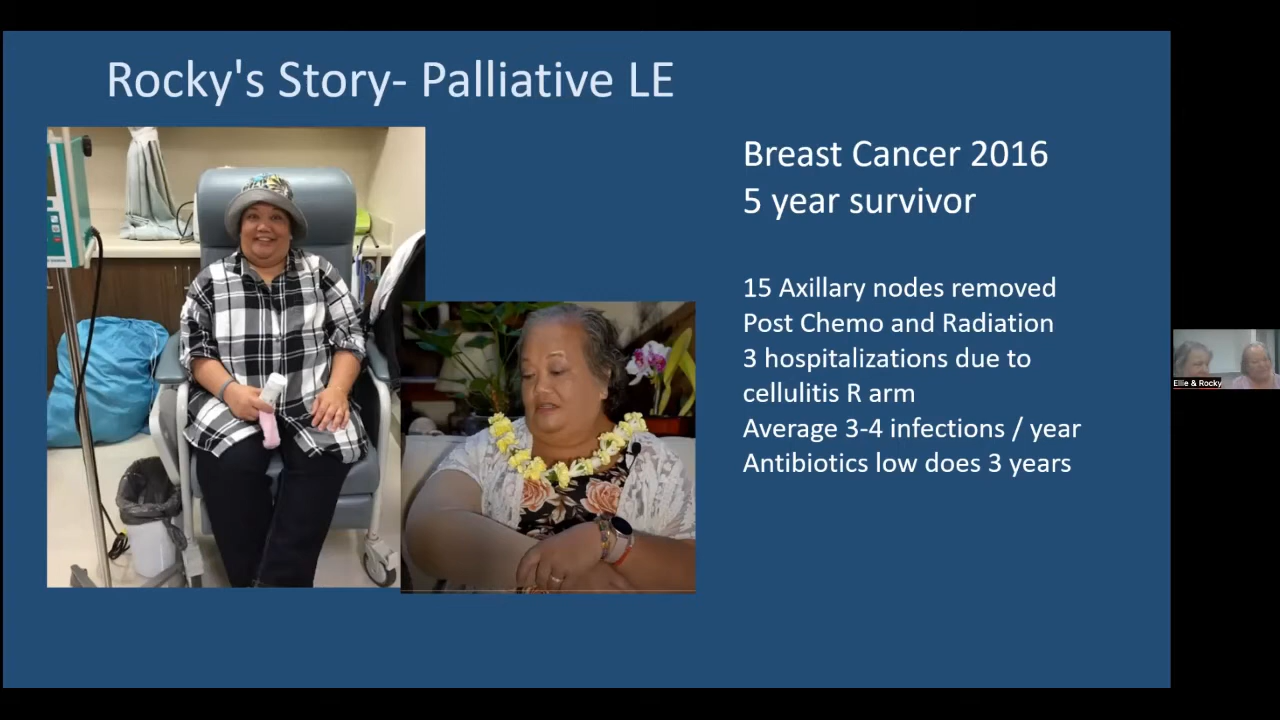 Rocky's Story- Palliative LE
Breast Cancer 2016
5 year survivor
15 Axillary nodes removed
Post Chemo and Radiation
3 hospitalizations due to
cellulitis R arm
Average 3-4 infections / year
Antibiotics low does 3 years
Ellie & Rocky